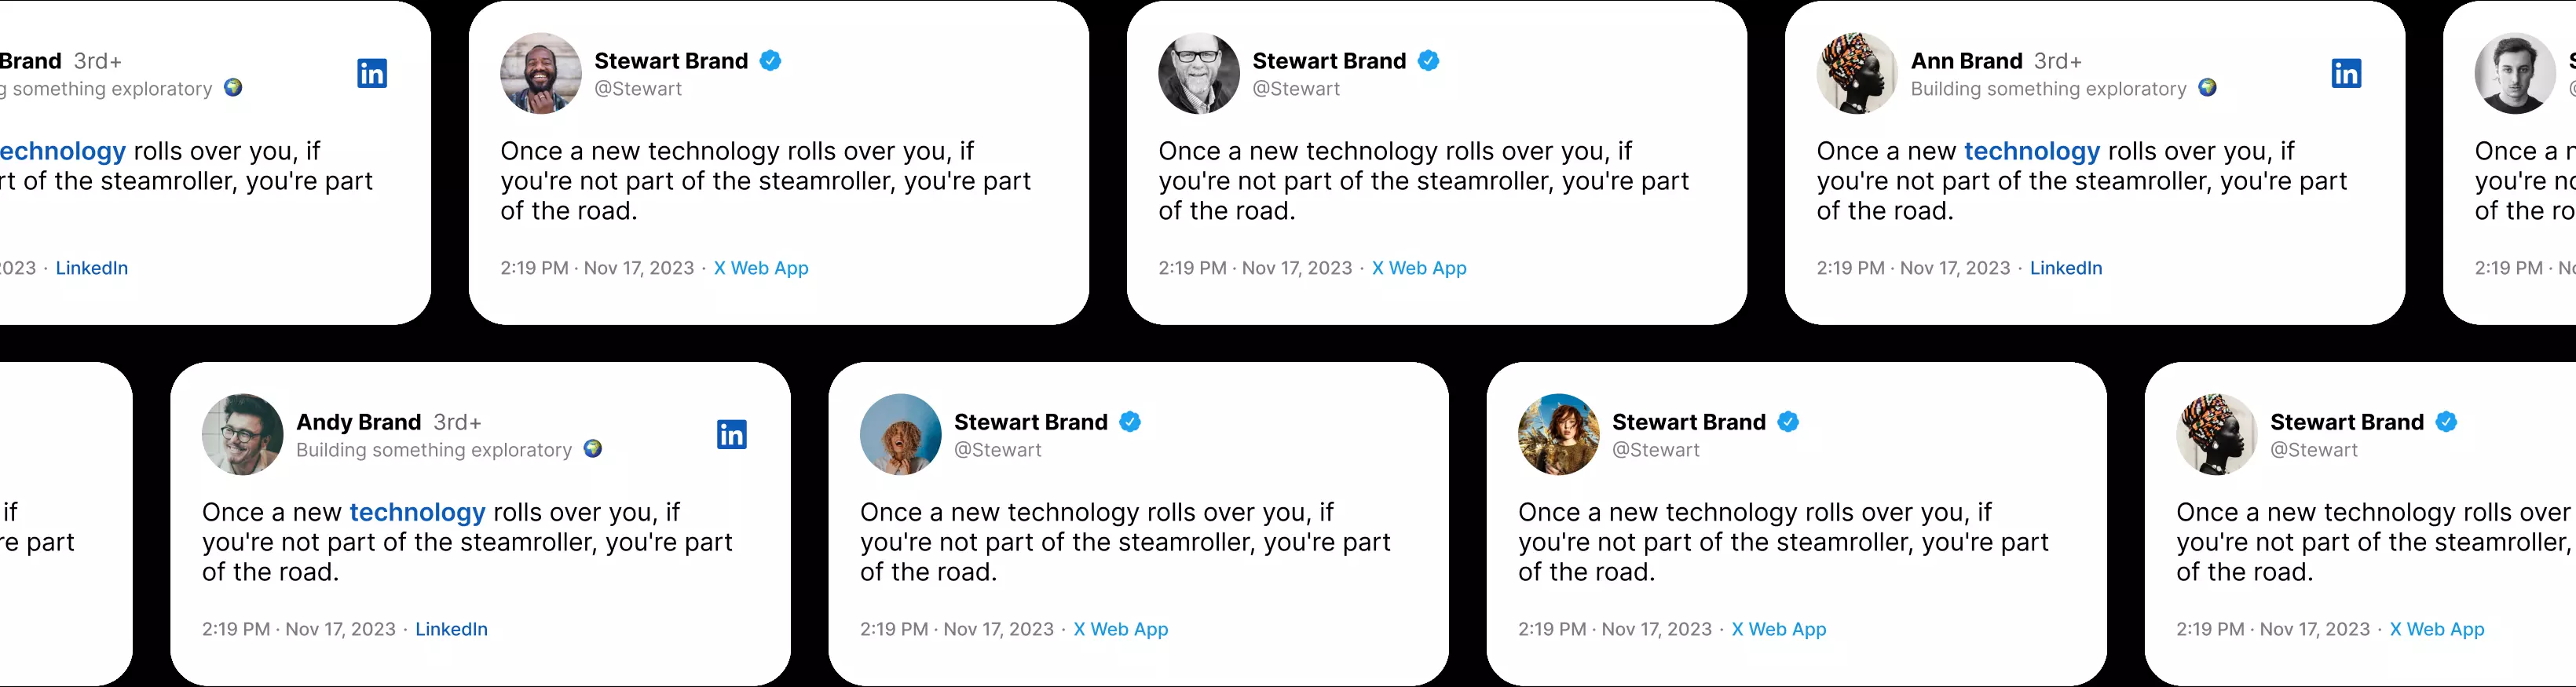 Brand 3rd+
something exploratory
rolls over you, if
of the steamroller, you're part
2023 · LinkedIn
Stewart Brand
@Stewart
Once a new technology rolls over you, if
you're not part of the steamroller, you're part
of the road.
2:19 PM · Nov 17, 2023 · X Web App
Stewart Brand
@Stewart
Once a new technology rolls over you, if
you're not part of the steamroller, you're part
of the road.
2:19 PM · Nov 17, 2023 · X Web App
Ann Brand 3rd+
Building something exploratory
in
Once a new technology rolls over you, if
you're not part of the steamroller, you're part
of the road.
2:19 PM · Nov 17, 2023 · LinkedIn
Once a
you're
of the
2:19 PM ·
if
part
Andy Brand 3rd+
Building something exploratory
in
Once a new technology rolls over you, if
you're not part of the steamroller, you're part
of the road.
2:19 PM · Nov 17, 2023 · LinkedIn
Stewart Brand
@Stewart
Once a new technology rolls over you, if
you're not part of the steamroller, you're part
of the road.
2:19 PM · Nov 17, 2023 · X Web App
Stewart Brand
@Stewart
Once a new technology rolls over you, if
you're not part of the steamroller, you're part
of the road.
2:19 PM · Nov 17, 2023 · X Web App
Stewart Brand
@Stewart
Once a new technology rolls over
you're not part of the steamroller,
of the road.
2:19 PM · Nov 17, 2023 · X Web App